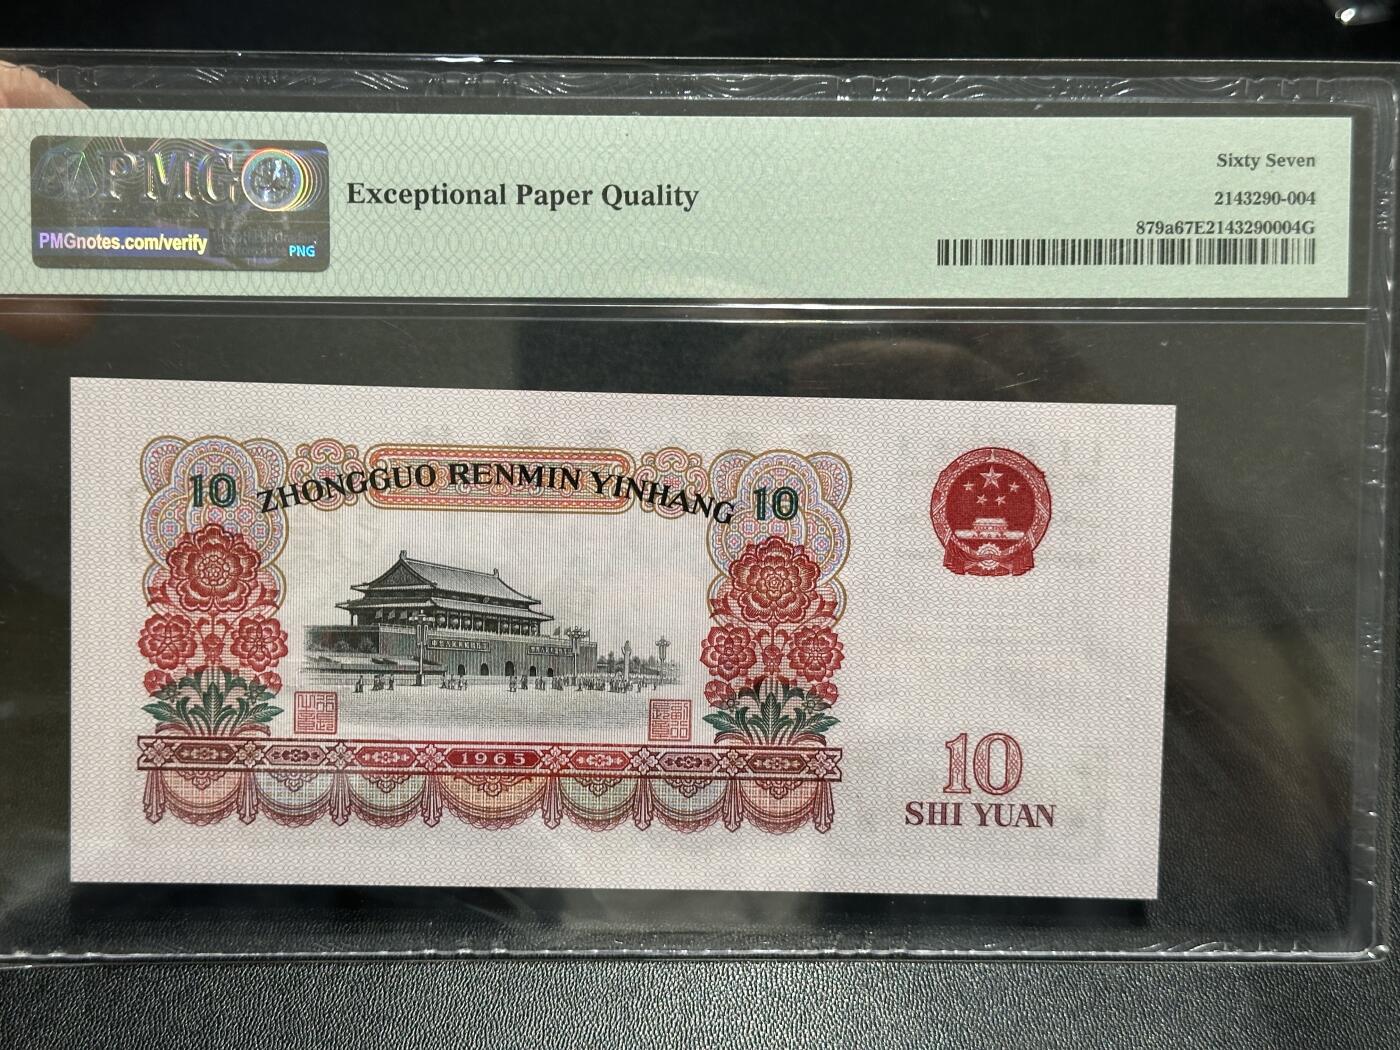 PMG
PMGnotes.com/verify
PNG
Exceptional Paper Quality
Sixty Seven
2143290-004
879a67E2143290004G
10 ZHONGGUO RENMIN YINHANG 10
1965
10
SHI YUAN